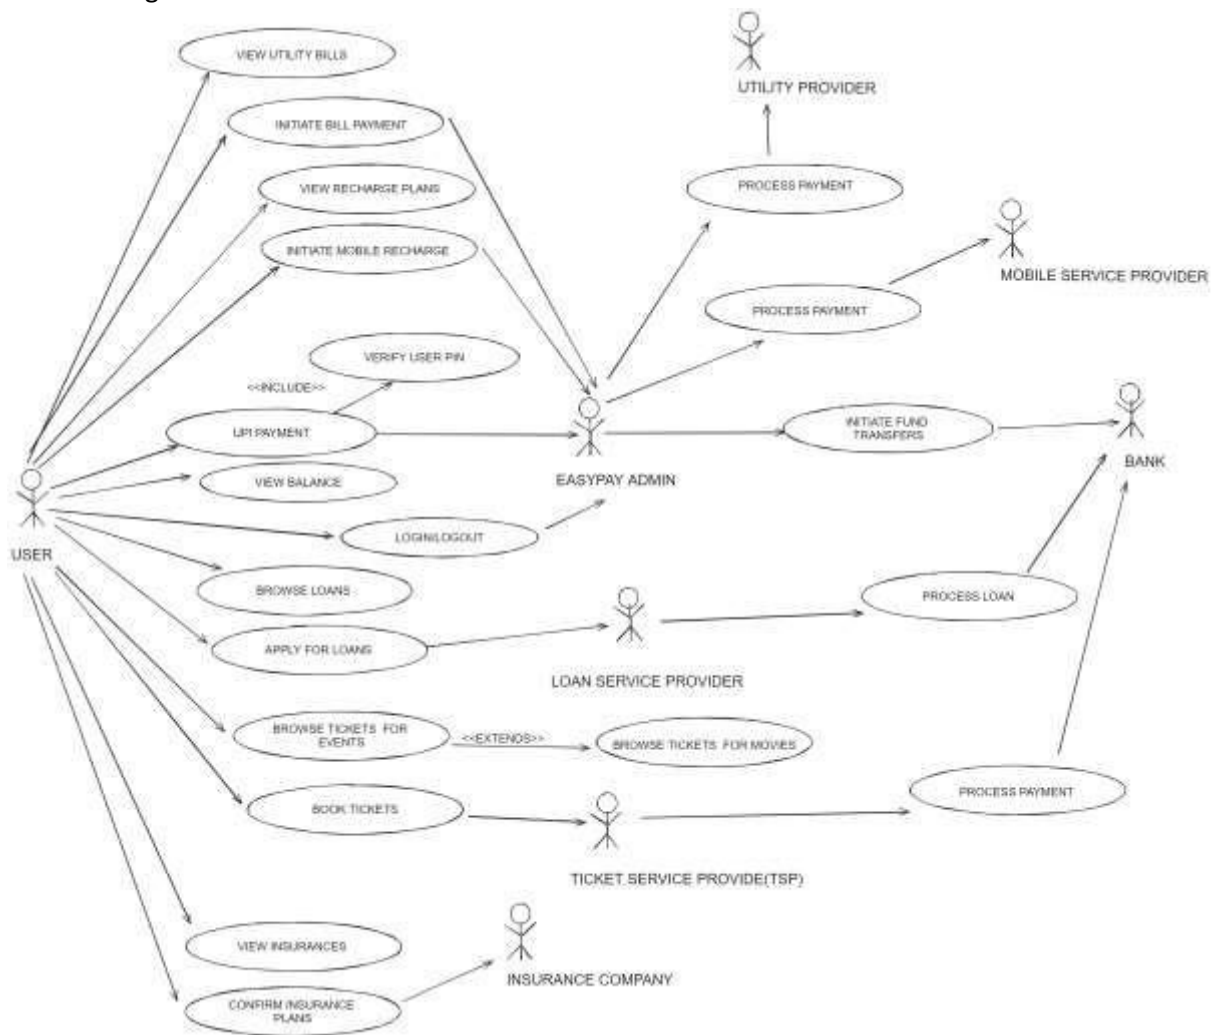 VIEW UTILITY BILLS
UTILITY PROVIDER
INITIATE BILL PAYMENT
VIEW RECHARGE PLANS
PROCESS PAYMENT
INITIATE MOBILE RECHARGE
MOBILE SERVICE PROVIDER
PROCESS PAYMENT
VERIFY USER PIN
<<INCLUDE>>
UPI PAYMENT
INITIATE FUND
TRANSFERS
BANK
VIEW BALANCE
EASYPAY ADMIN
LOGIN/LOGOUT
USER
BROWSE LOANS
PROCESS LOAN
APPLY FOR LOANS
LOAN SERVICE PROVIDER
BROWSE TICKETS FOR
EVENTS
<<EXTENDS>>
BROWSE TICKETS FOR MOVIES
PROCESS PAYMENT
BOOK TICKETS
TICKET SERVICE PROVIDE(TSP)
VIEW INSURANCES
INSURANCE COMPANY
CONFIRM INSURANCE
PLANS